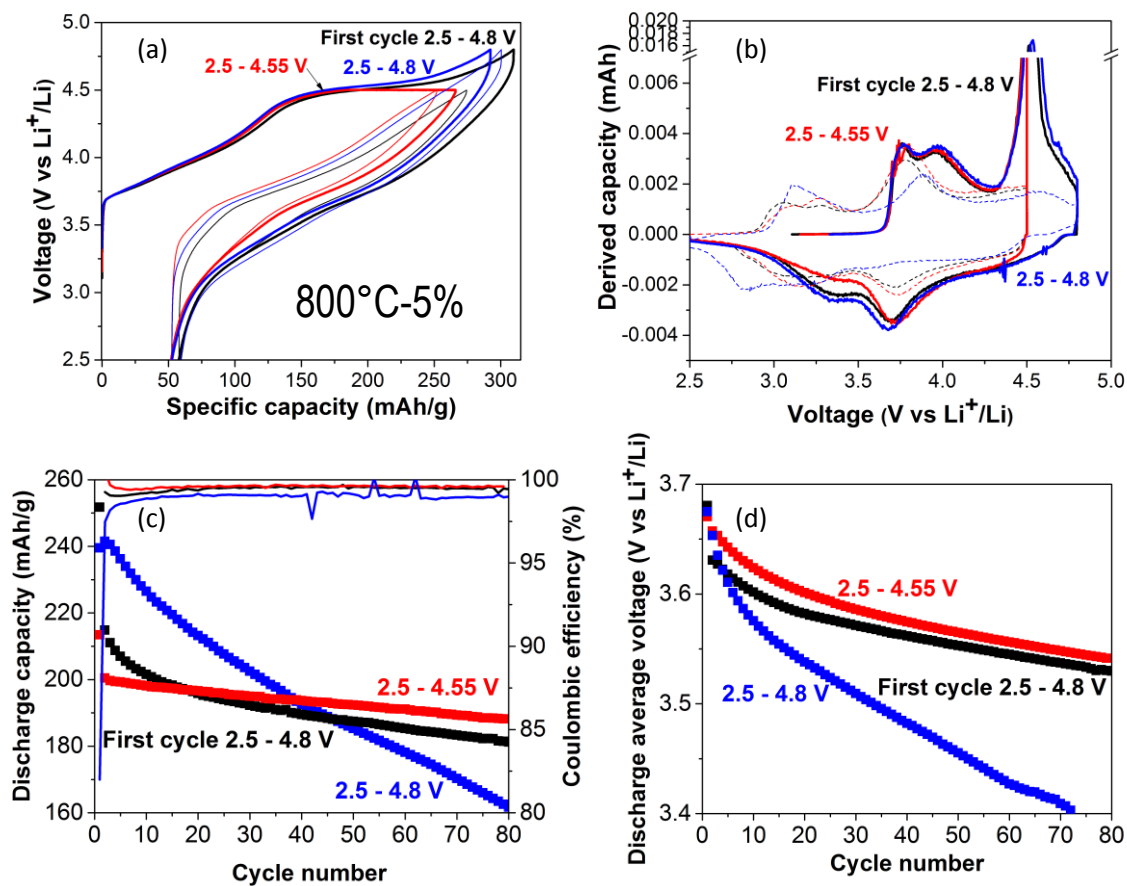 (a)
First cycle 2.5 - 4.8 V
2.5 - 4.55 V
2.5 - 4.8 V
800°C-5%
5.0
4.5
4.0
3.5
3.0
2.5
0
50
100
150
200
250
300
Voltage (V vs Li⁺/Li)
Specific capacity (mAh/g)
(b)
First cycle 2.5 - 4.8 V
2.5 - 4.55 V
2.5 - 4.8 V
0.020
0.018
0.016
0.006
0.004
0.002
0.000
-0.002
-0.004
2.5
3.0
3.5
4.0
4.5
5.0
Derived capacity (mAh)
Voltage (V vs Li⁺/Li)
(c)
2.5 - 4.55 V
First cycle 2.5 - 4.8 V
2.5 - 4.8 V
260
240
220
200
180
160
100
95
90
85
80
0
10
20
30
40
50
60
70
80
Discharge capacity (mAh/g)
Coulombic efficiency (%)
Cycle number
(d)
2.5 - 4.55 V
First cycle 2.5 - 4.8 V
2.5 - 4.8 V
3.7
3.6
3.5
3.4
0
10
20
30
40
50
60
70
80
Discharge average voltage (V vs Li⁺/Li)
Cycle number